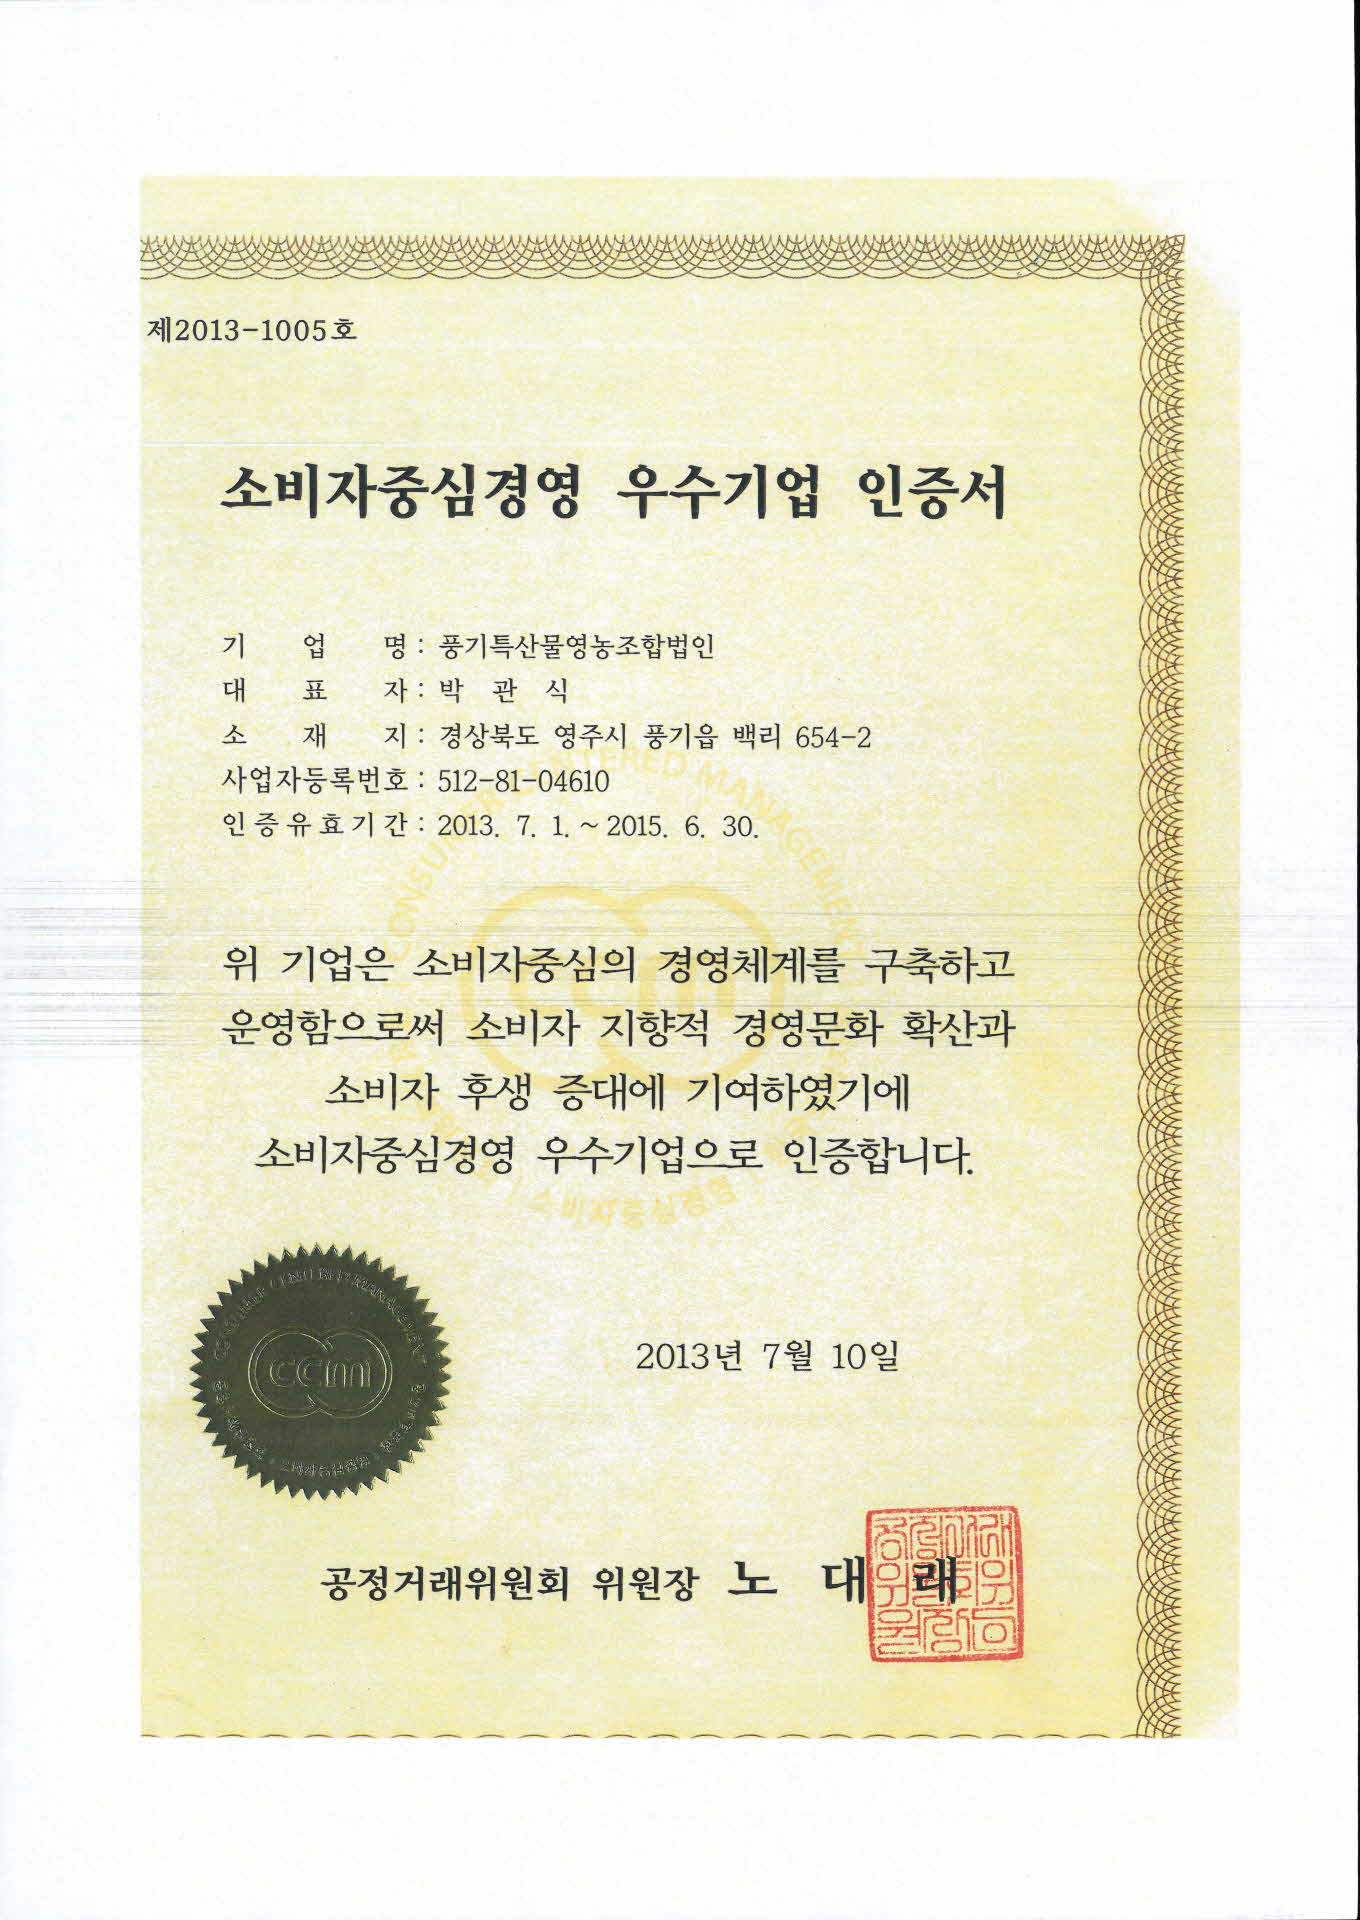 제2013-1005호
소비자중심경영 우수기업 인증서
기 업 명 : 풍기특산물영농조합법인
대 표 자 : 박 관 식
소 재 지 : 경상북도 영주시 풍기읍 백리 654-2
사업자등록번호 : 512-81-04610
인증유효기간 : 2013. 7. 1. ~ 2015. 6. 30.
위 기업은 소비자중심의 경영체계를 구축하고
운영함으로써 소비자 지향적 경영문화 확산과
소비자 후생 증대에 기여하였기에
소비자중심경영 우수기업으로 인증합니다.
소비자중심경영
ccm
2013년 7월 10일
공정거래위원회 위원장 노 대 래